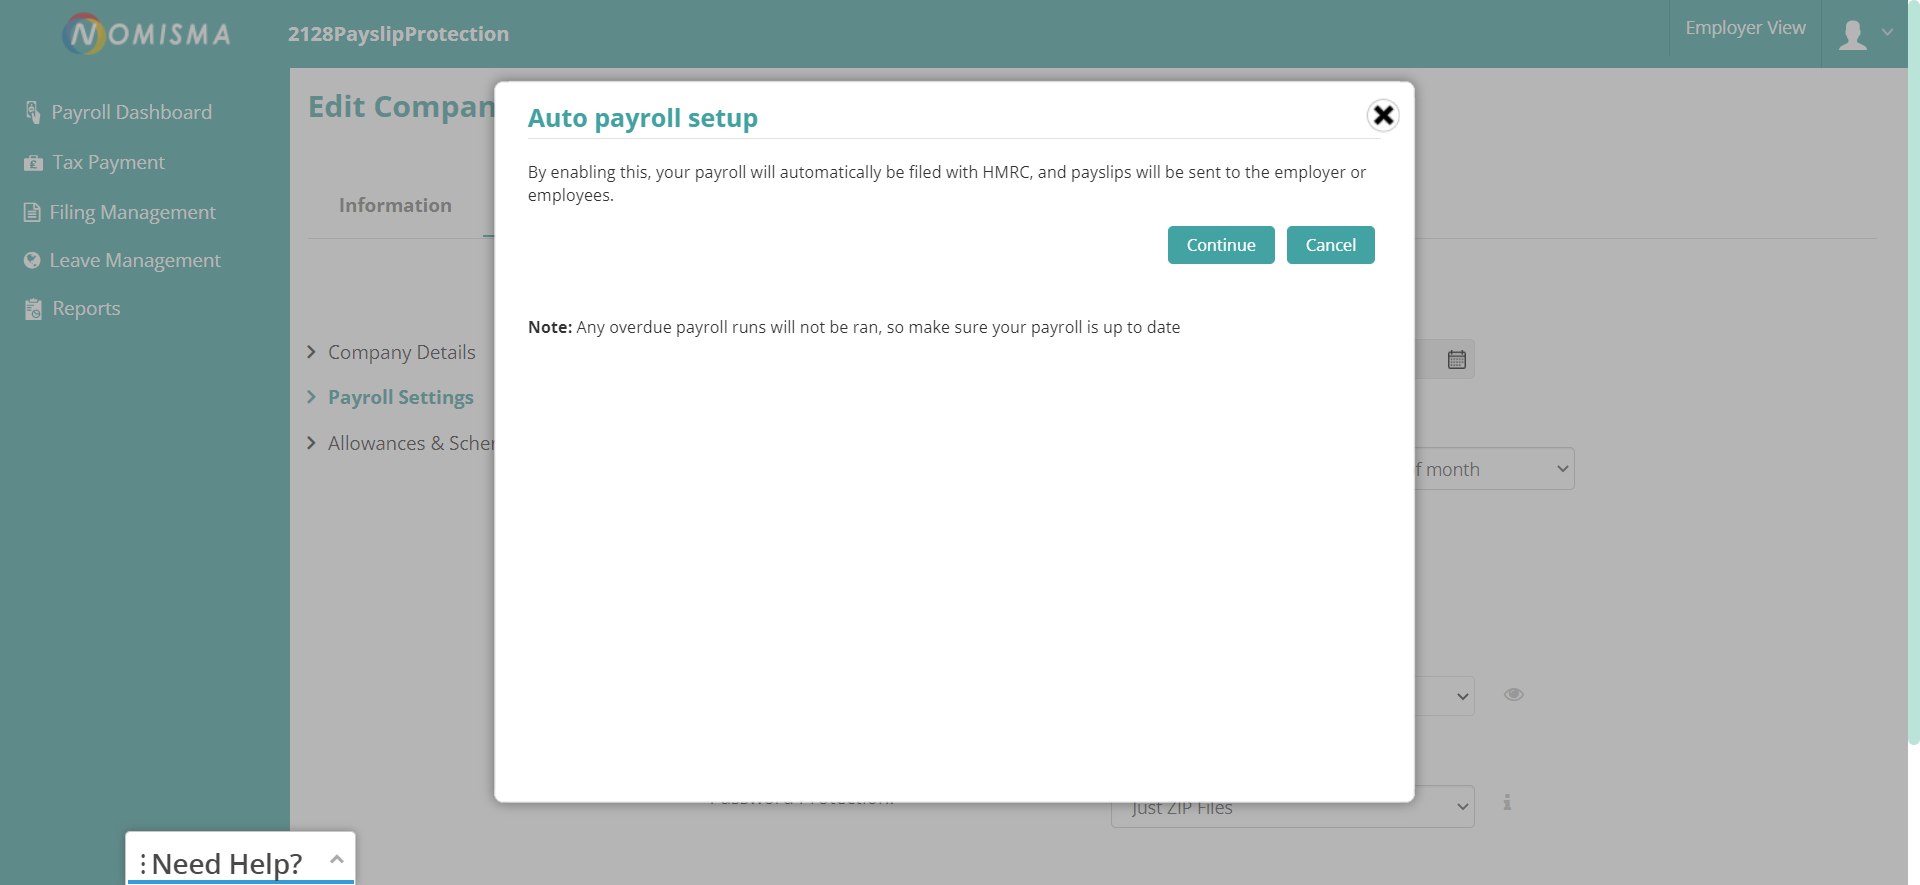 NOMISMA
2128PayslipProtection
Employer View
Payroll Dashboard
Tax Payment
Filing Management
Leave Management
Reports
Edit Compan
Information
Company Details
Payroll Settings
Allowances & Scher
Auto payroll setup
By enabling this, your payroll will automatically be filed with HMRC, and payslips will be sent to the employer or
employees.
Continue
Cancel
Note: Any overdue payroll runs will not be ran, so make sure your payroll is up to date
f month
Password Protection:
Just ZIP Files
Need Help?